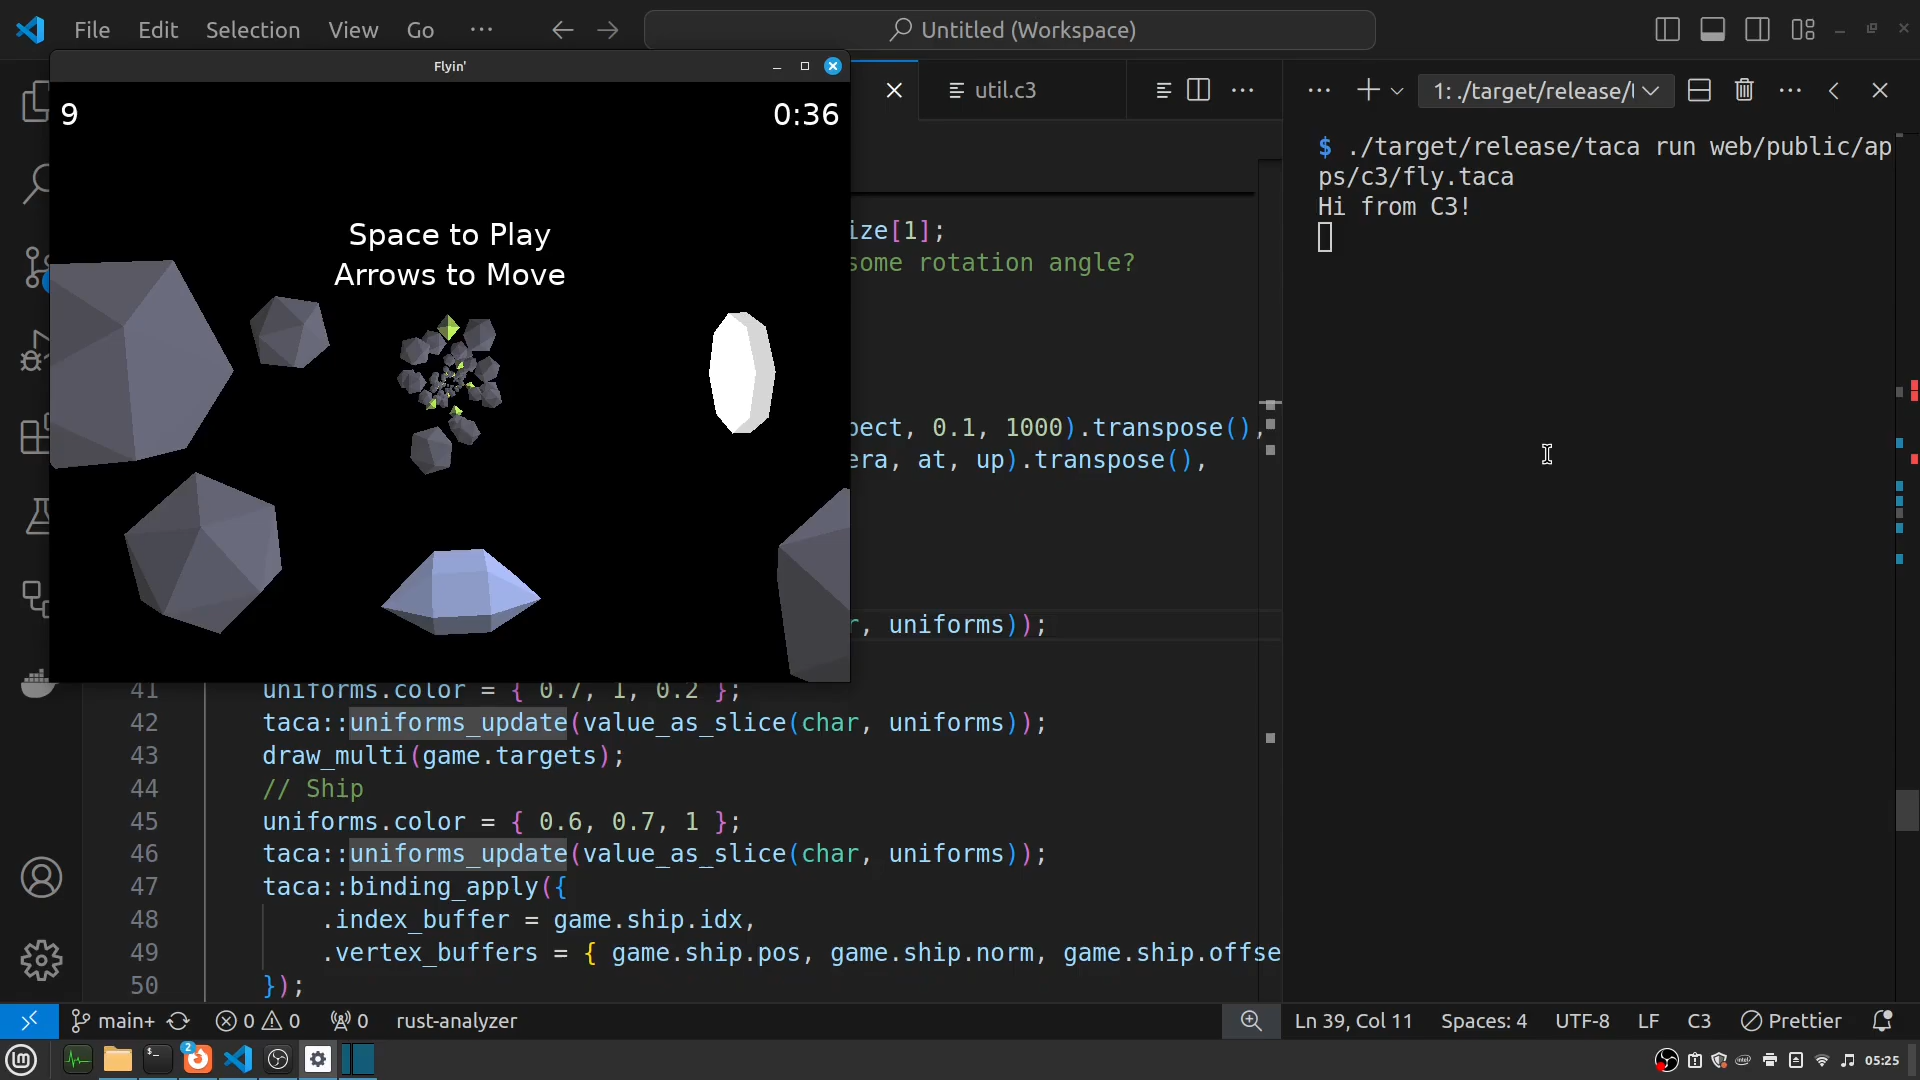 File Edit Selection View Go ··· Untitled (Workspace)
Flyin'
9 0:36
Space to Play
Arrows to Move
util.c3 ···
··· 1: ./target/release/t ···
$ ./target/release/taca run web/public/ap
ps/c3/fly.taca
Hi from C3!
ize[1];
some rotation angle?
pect, 0.1, 1000).transpose(),
era, at, up).transpose(),
r, uniforms));
41 uniforms.color = { 0.7, 1, 0.2 };
42 taca::uniforms_update(value_as_slice(char, uniforms));
43 draw_multi(game.targets);
44 // Ship
45 uniforms.color = { 0.6, 0.7, 1 };
46 taca::uniforms_update(value_as_slice(char, uniforms));
47 taca::binding_apply({
48 .index_buffer = game.ship.idx,
49 .vertex_buffers = { game.ship.pos, game.ship.norm, game.ship.offse
50 });
main+ 0 0 0 rust-analyzer Ln 39, Col 11 Spaces: 4 UTF-8 LF C3 Prettier
2 05:25